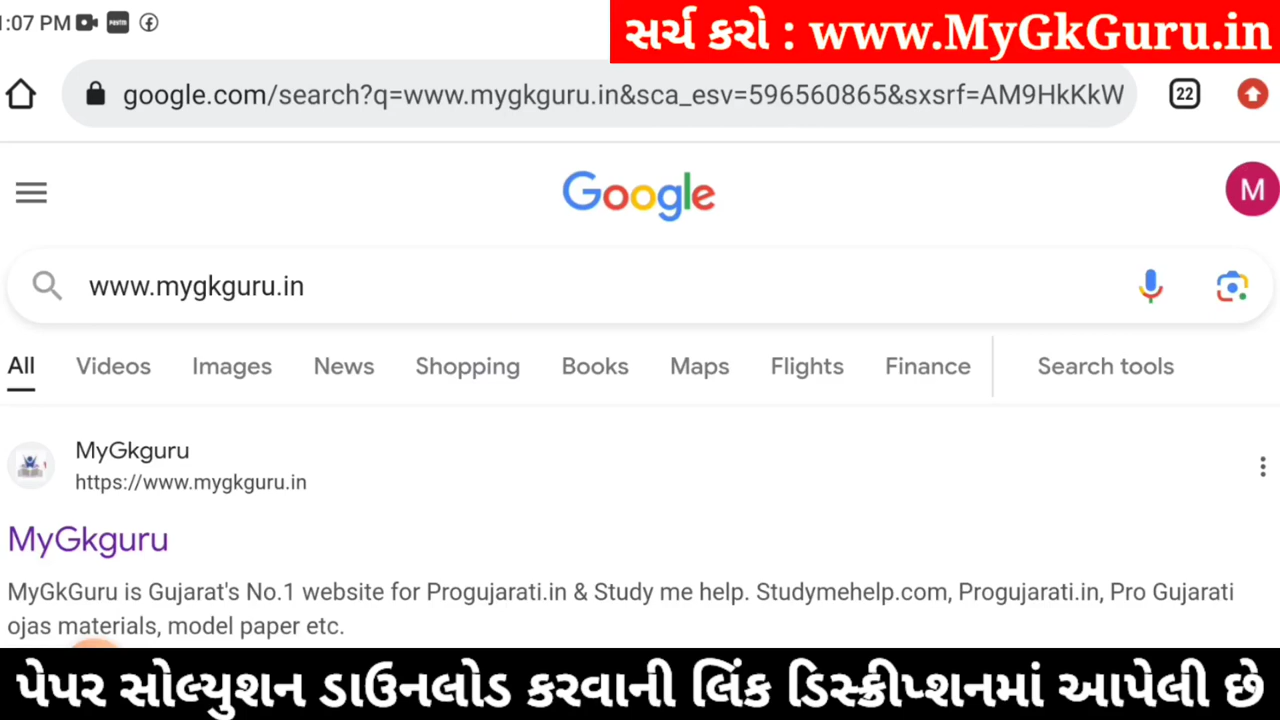 1:07 PM
સર્ચ કરો : www.MyGkGuru.in
google.com/search?q=www.mygkguru.in&sca_esv=596560865&sxsrf=AM9HkKkW
22
Google
M
www.mygkguru.in
All Videos Images News Shopping Books Maps Flights Finance Search tools
MyGkguru
https://www.mygkguru.in
MyGkguru
MyGkGuru is Gujarat's No.1 website for Progujarati.in & Study me help. Studymehelp.com, Progujarati.in, Pro Gujarati
ojas materials, model paper etc.
પેપર સોલ્યુશન ડાઉનલોડ કરવાની લિંક ડિસ્ક્રીપ્શનમાં આપેલી છે